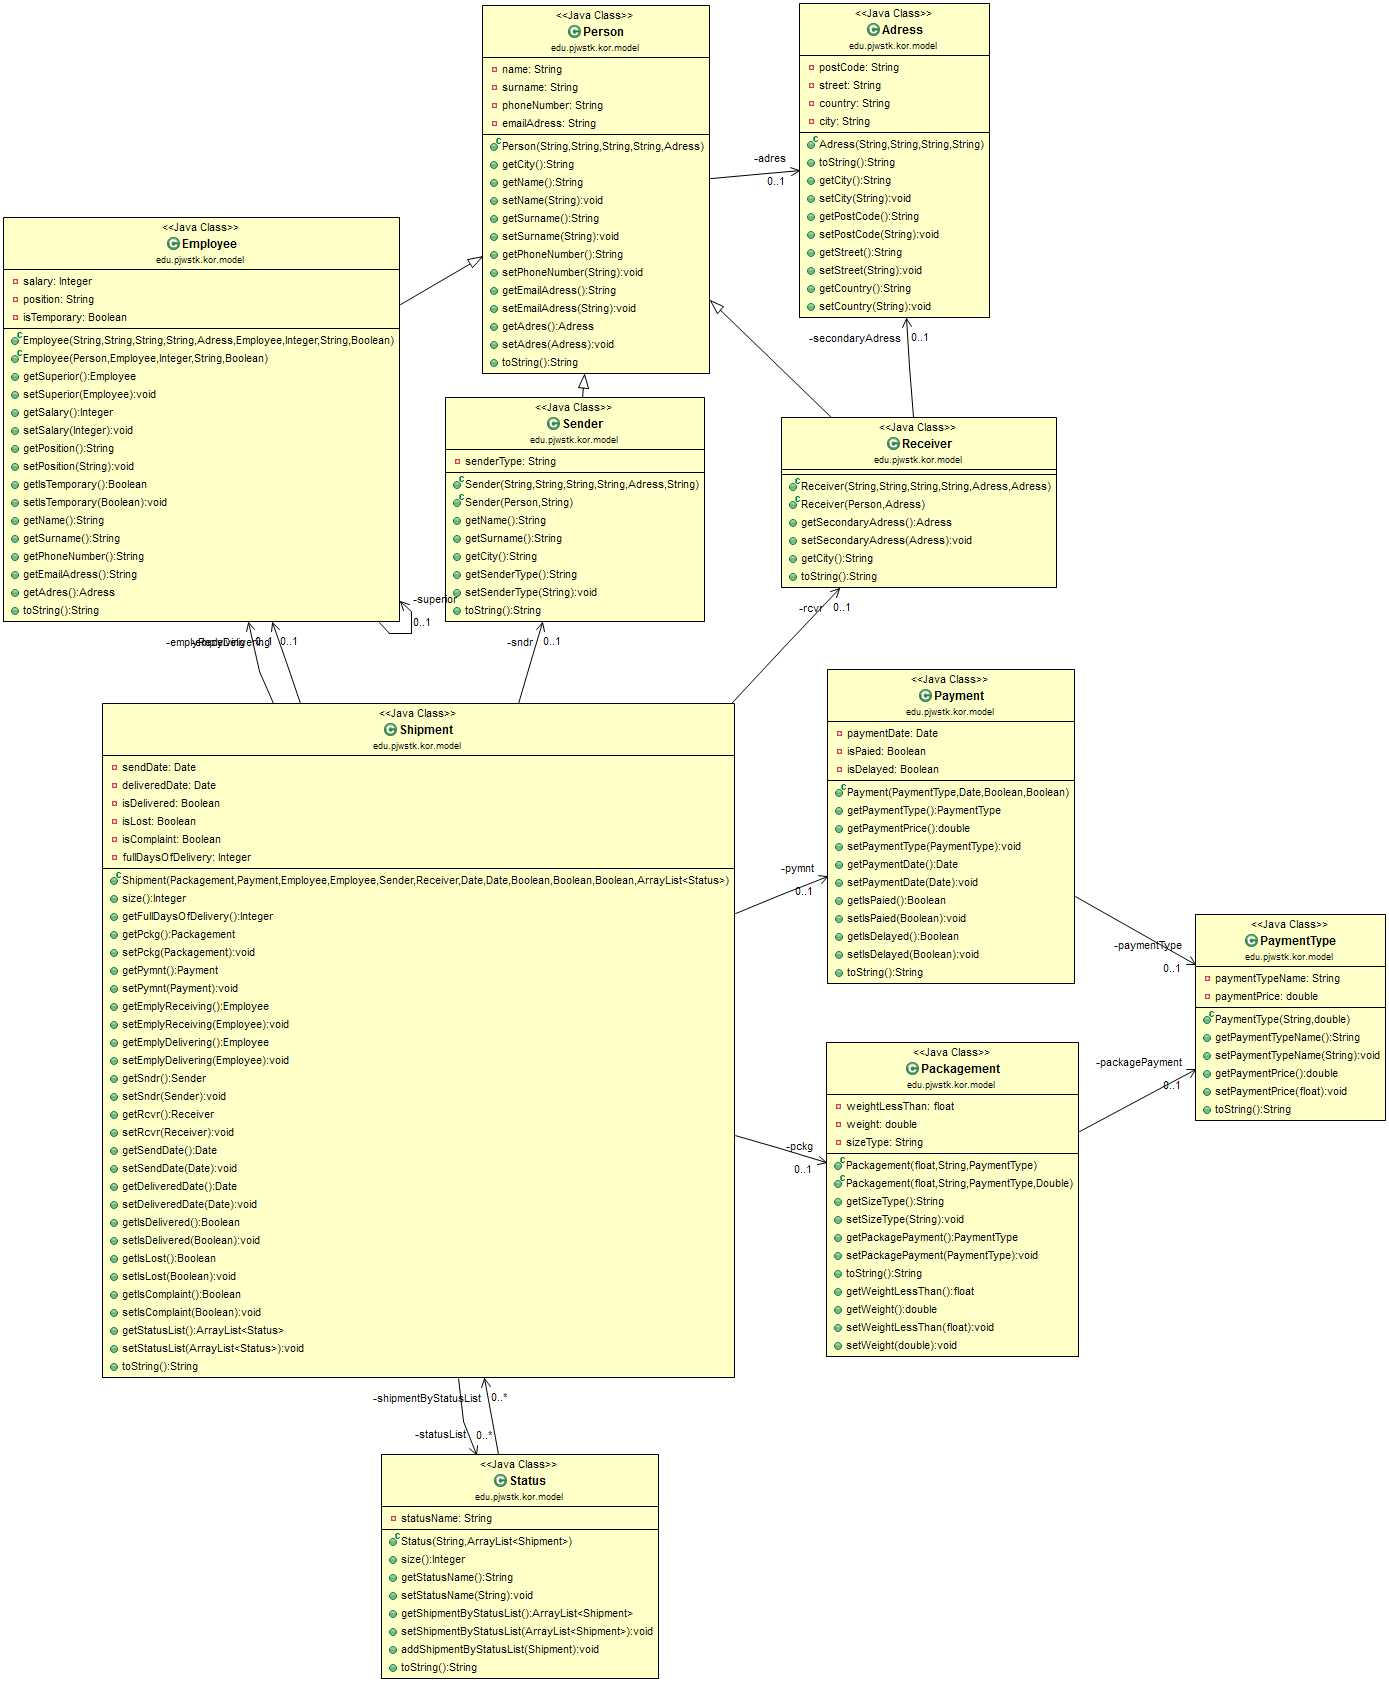 <<Java Class>>
Person
edu.pjwstk.kor.model
name: String
surname: String
phoneNumber: String
emailAdress: String
Person(String,String,String,String,Adress)
getCity():String
getName():String
setName(String):void
getSurname():String
setSurname(String):void
getPhoneNumber():String
setPhoneNumber(String):void
getEmailAdress():String
setEmailAdress(String):void
getAdres():Adress
setAdres(Adress):void
toString():String
-adres
0..1
<<Java Class>>
Adress
edu.pjwstk.kor.model
postCode: String
street: String
country: String
city: String
Adress(String,String,String,String)
toString():String
getCity():String
setCity(String):void
getPostCode():String
setPostCode(String):void
getStreet():String
setStreet(String):void
getCountry():String
setCountry(String):void
-secondaryAdress
0..1
<<Java Class>>
Employee
edu.pjwstk.kor.model
salary: Integer
position: String
isTemporary: Boolean
Employee(String,String,String,String,Adress,Employee,Integer,String,Boolean)
Employee(Person,Employee,Integer,String,Boolean)
getSuperior():Employee
setSuperior(Employee):void
getSalary():Integer
setSalary(Integer):void
getPosition():String
setPosition(String):void
getIsTemporary():Boolean
setIsTemporary(Boolean):void
getName():String
getSurname():String
getPhoneNumber():String
getEmailAdress():String
getAdres():Adress
toString():String
-superior
0..1
<<Java Class>>
Sender
edu.pjwstk.kor.model
senderType: String
Sender(String,String,String,String,Adress,String)
Sender(Person,String)
getName():String
getSurname():String
getCity():String
getSenderType():String
setSenderType(String):void
toString():String
<<Java Class>>
Receiver
edu.pjwstk.kor.model
Receiver(String,String,String,String,Adress,Adress)
Receiver(Person,Adress)
getSecondaryAdress():Adress
setSecondaryAdress(Adress):void
getCity():String
toString():String
-emplyReceiving
0..1
-emplyDelivering
0..1
-sndr
0..1
-rcvr
0..1
<<Java Class>>
Shipment
edu.pjwstk.kor.model
sendDate: Date
deliveredDate: Date
isDelivered: Boolean
isLost: Boolean
isComplaint: Boolean
fullDaysOfDelivery: Integer
Shipment(Packagement,Payment,Employee,Employee,Sender,Receiver,Date,Date,Boolean,Boolean,Boolean,ArrayList<Status>)
size():Integer
getFullDaysOfDelivery():Integer
getPckg():Packagement
setPckg(Packagement):void
getPymnt():Payment
setPymnt(Payment):void
getEmplyReceiving():Employee
setEmplyReceiving(Employee):void
getEmplyDelivering():Employee
setEmplyDelivering(Employee):void
getSndr():Sender
setSndr(Sender):void
getRcvr():Receiver
setRcvr(Receiver):void
getSendDate():Date
setSendDate(Date):void
getDeliveredDate():Date
setDeliveredDate(Date):void
getIsDelivered():Boolean
setIsDelivered(Boolean):void
getIsLost():Boolean
setIsLost(Boolean):void
getIsComplaint():Boolean
setIsComplaint(Boolean):void
getStatusList():ArrayList<Status>
setStatusList(ArrayList<Status>):void
toString():String
-pymnt
0..1
-pckg
0..1
<<Java Class>>
Payment
edu.pjwstk.kor.model
paymentDate: Date
isPaied: Boolean
isDelayed: Boolean
Payment(PaymentType,Date,Boolean,Boolean)
getPaymentType():PaymentType
getPaymentPrice():double
setPaymentType(PaymentType):void
getPaymentDate():Date
setPaymentDate(Date):void
getIsPaied():Boolean
setIsPaied(Boolean):void
getIsDelayed():Boolean
setIsDelayed(Boolean):void
toString():String
-paymentType
0..1
<<Java Class>>
PaymentType
edu.pjwstk.kor.model
paymentTypeName: String
paymentPrice: double
PaymentType(String,double)
getPaymentTypeName():String
setPaymentTypeName(String):void
getPaymentPrice():double
setPaymentPrice(float):void
toString():String
-packagePayment
0..1
<<Java Class>>
Packagement
edu.pjwstk.kor.model
weightLessThan: float
weight: double
sizeType: String
Packagement(float,String,PaymentType)
Packagement(float,String,PaymentType,Double)
getSizeType():String
setSizeType(String):void
getPackagePayment():PaymentType
setPackagePayment(PaymentType):void
toString():String
getWeightLessThan():float
getWeight():double
setWeightLessThan(float):void
setWeight(double):void
-shipmentByStatusList
0..*
-statusList
0..*
<<Java Class>>
Status
edu.pjwstk.kor.model
statusName: String
Status(String,ArrayList<Shipment>)
size():Integer
getStatusName():String
setStatusName(String):void
getShipmentByStatusList():ArrayList<Shipment>
setShipmentByStatusList(ArrayList<Shipment>):void
addShipmentByStatusList(Shipment):void
toString():String